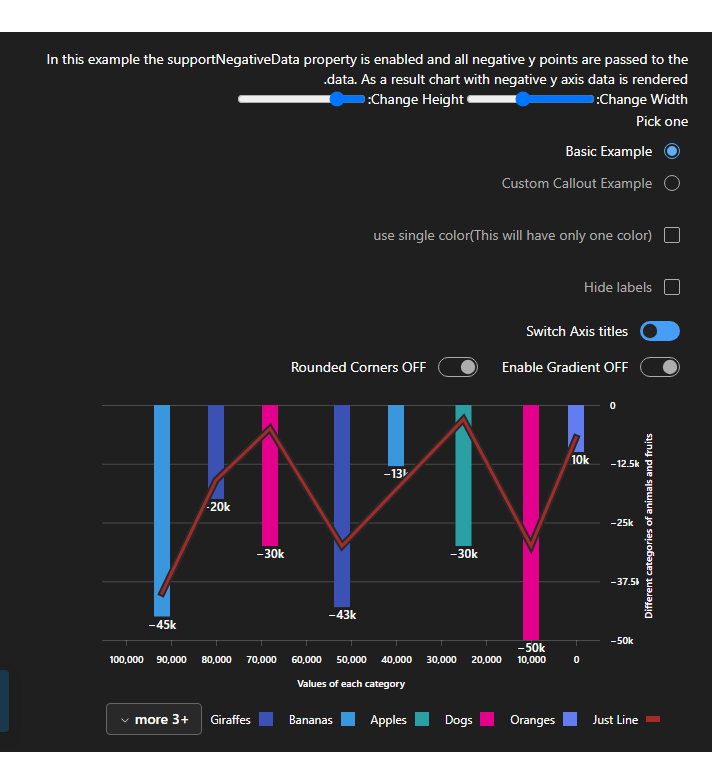 In this example the supportNegativeData property is enabled and all negative y points are passed to the
.data. As a result chart with negative y axis data is rendered
:Change Height :Change Width
Pick one
Basic Example
Custom Callout Example
use single color(This will have only one color)
Hide labels
Switch Axis titles
Rounded Corners OFF Enable Gradient OFF
0
−12.5k
−25k
−37.5k
−50k
Different categories of animals and fruits
−45k
-20k
−30k
−43k
−13k
−30k
−50k
10k
100,000 90,000 80,000 70,000 60,000 50,000 40,000 30,000 20,000 10,000 0
Values of each category
more 3+ Giraffes Bananas Apples Dogs Oranges Just Line